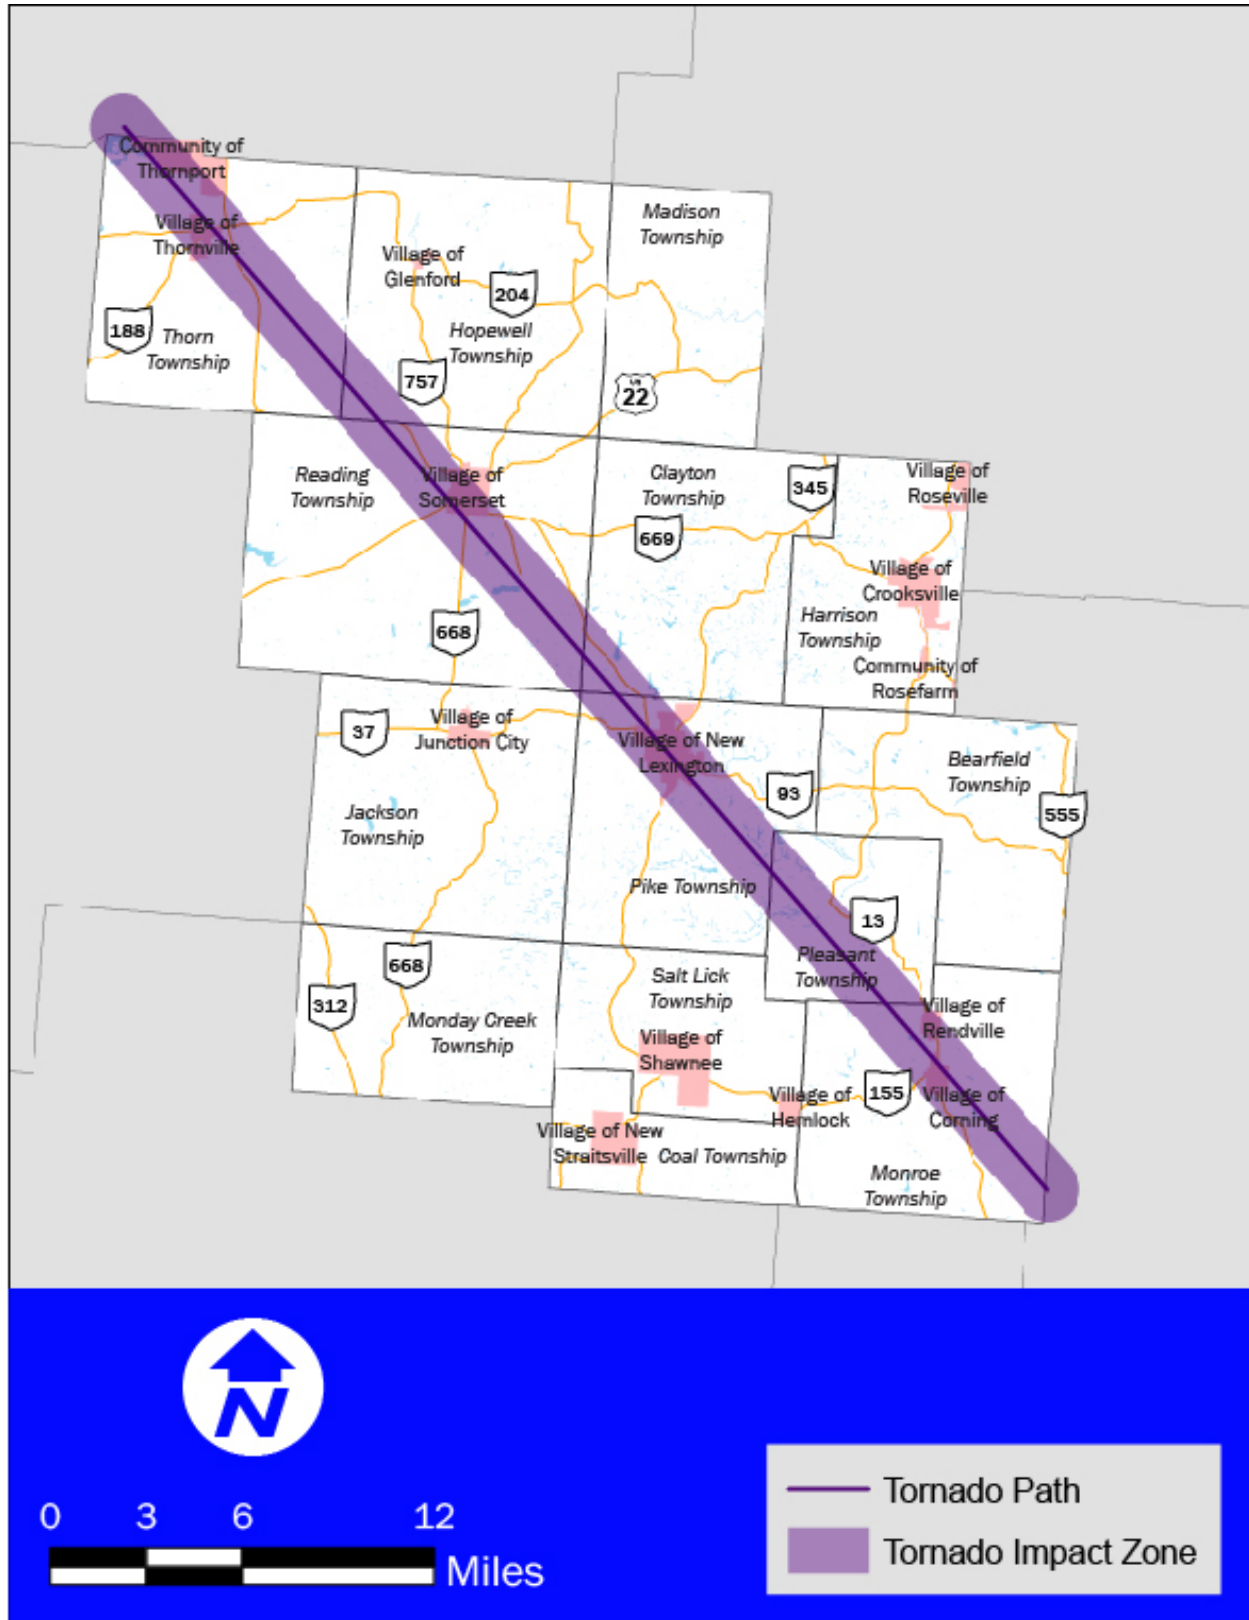 Community of
Thornport
Madison
Township
Village of
Thornville
Village of
Glenford
204
188
Thorn
Township
Hopewell
Township
757
US
22
Reading
Township
Village of
Somerset
Clayton
Township
345
Village of
Roseville
669
Village of
Crooksville
Harrison
Township
668
Community of
Rosefarm
37
Village of
Junction City
Village of New
Lexington
Bearfield
Township
93
555
Jackson
Township
Pike Township
13
Pleasant
Township
668
Salt Lick
Township
312
Monday Creek
Township
Village of
Rendville
Village of
Shawnee
155
Village of
Hemlock
Village of
Corning
Village of New
Straitsville
Coal Township
Monroe
Township
N
0 3 6 12
Miles
Tornado Path
Tornado Impact Zone